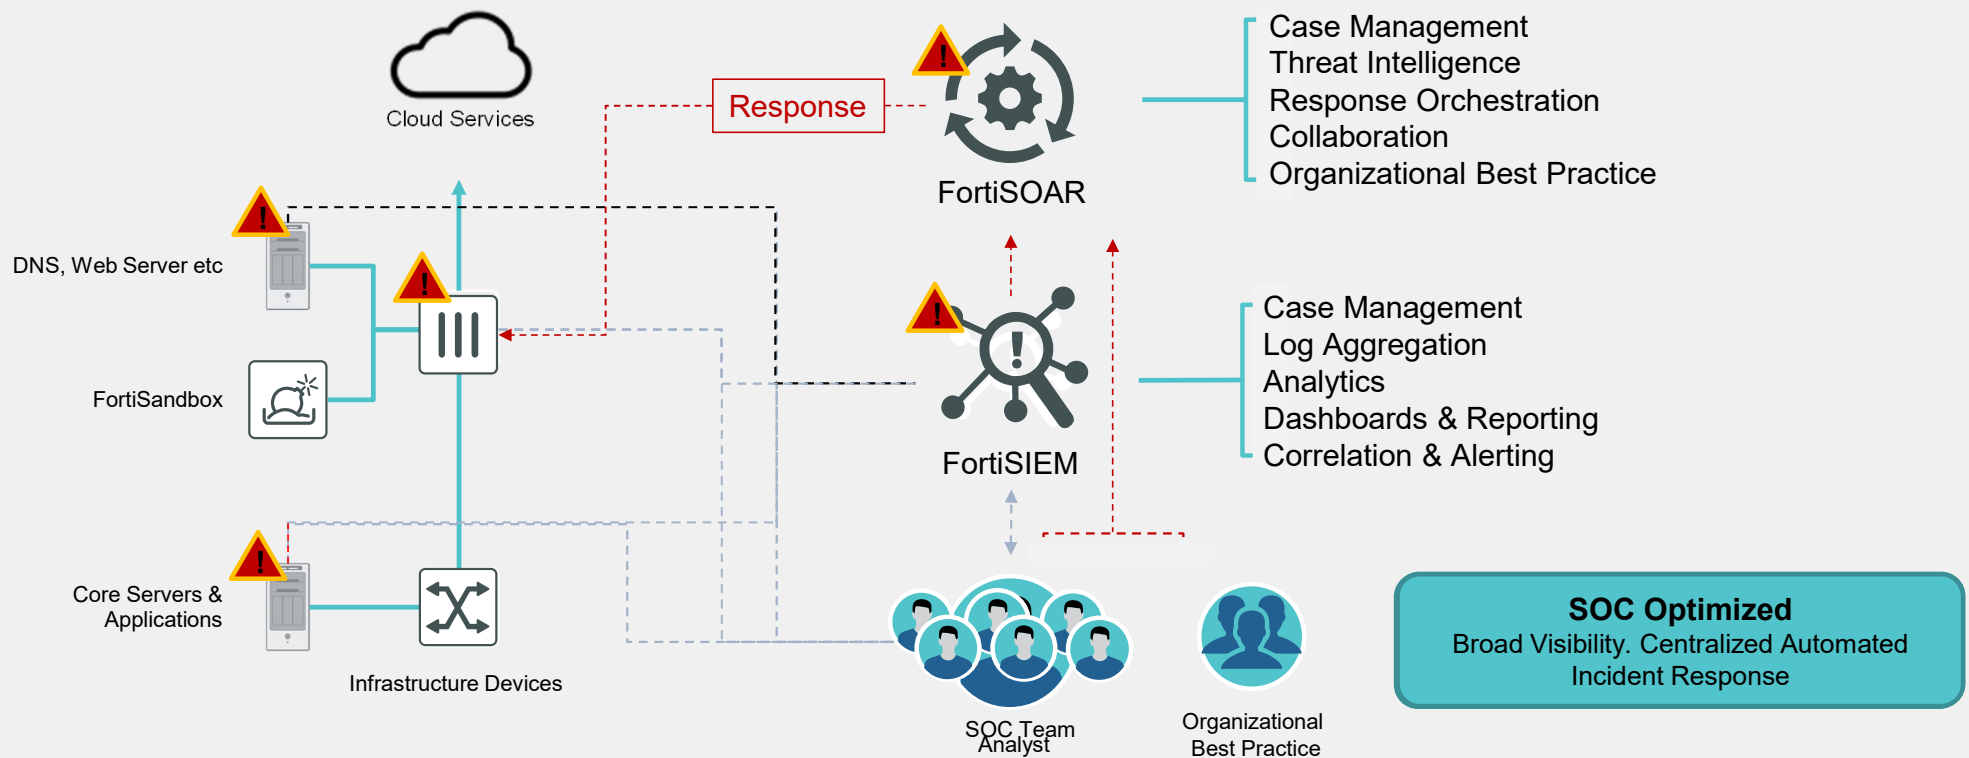 Cloud Services
Response
FortiSOAR
Case Management
Threat Intelligence
Response Orchestration
Collaboration
Organizational Best Practice
DNS, Web Server etc
FortiSandbox
FortiSIEM
Case Management
Log Aggregation
Analytics
Dashboards & Reporting
Correlation & Alerting
Core Servers &
Applications
Infrastructure Devices
SOC Team
Analyst
Organizational
Best Practice
SOC Optimized
Broad Visibility. Centralized Automated
Incident Response